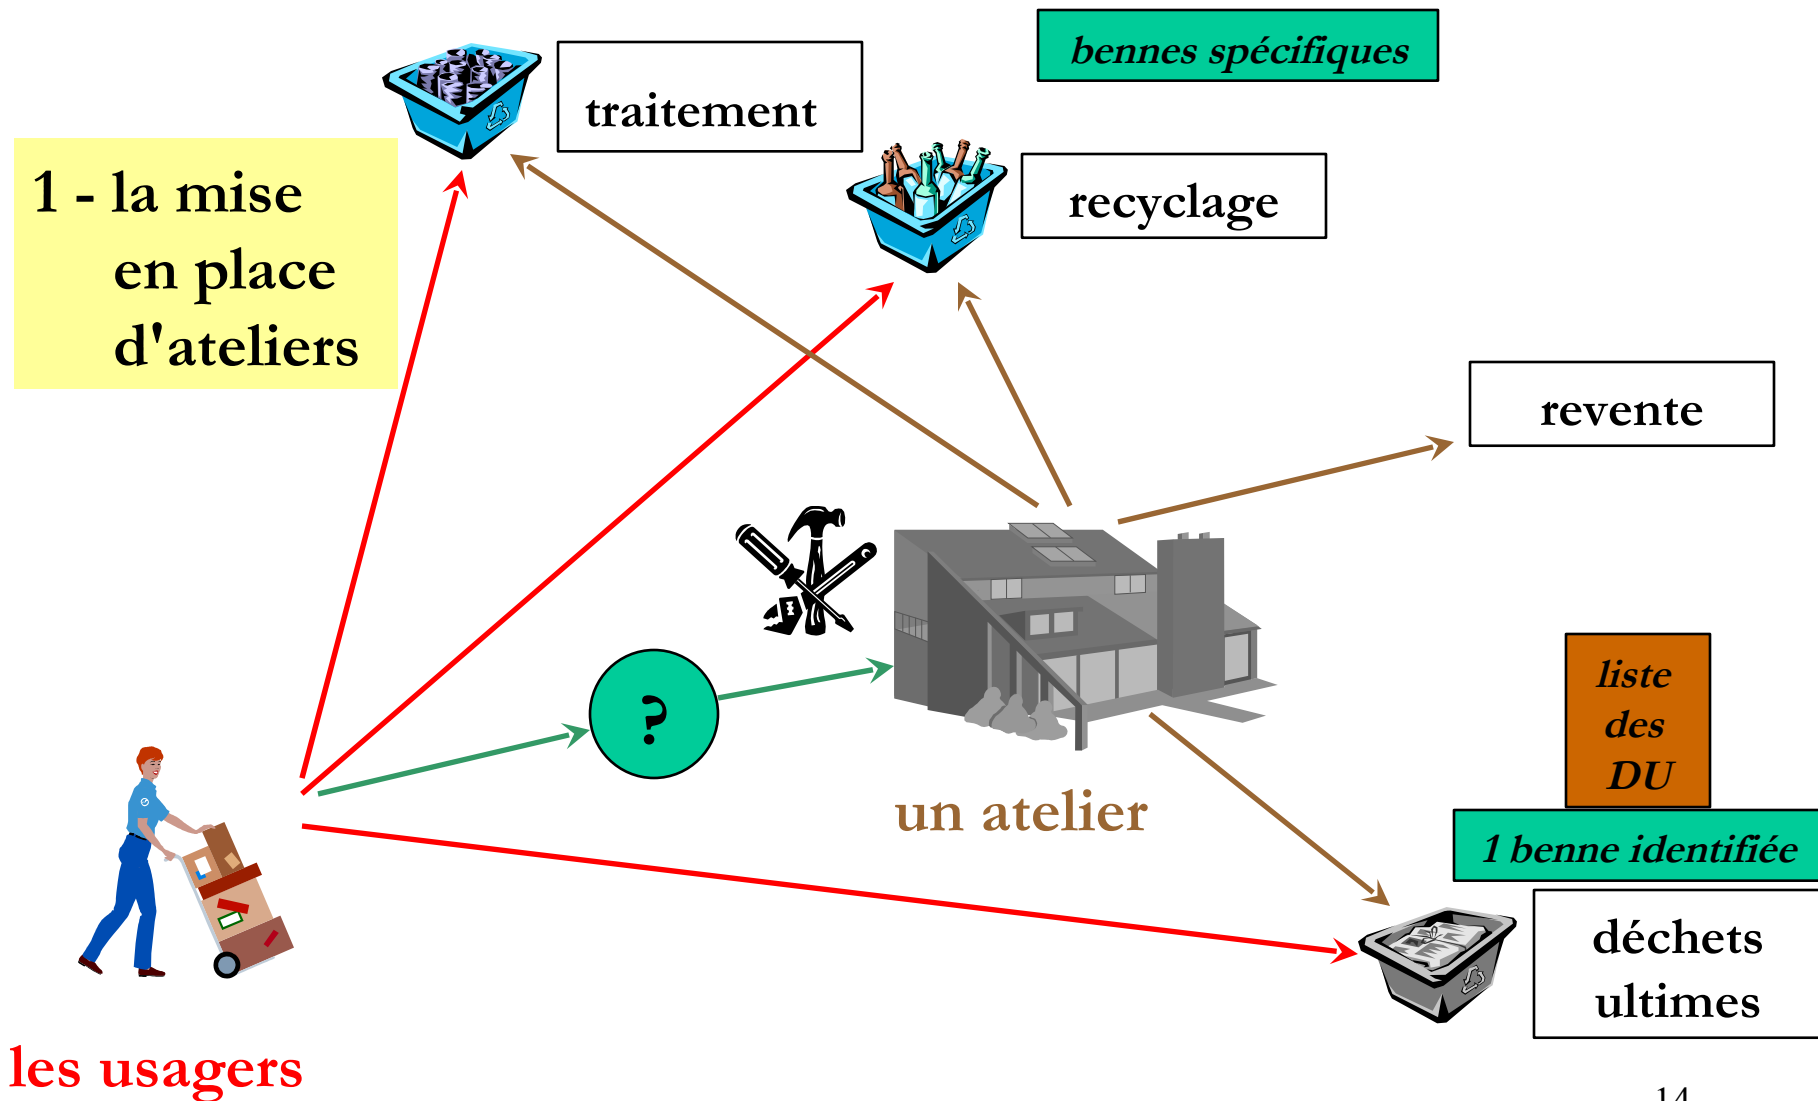 bennes spécifiques
traitement
1 - la mise
en place
d'ateliers
recyclage
revente
?
liste
des
DU
un atelier
1 benne identifiée
déchets
ultimes
les usagers
14